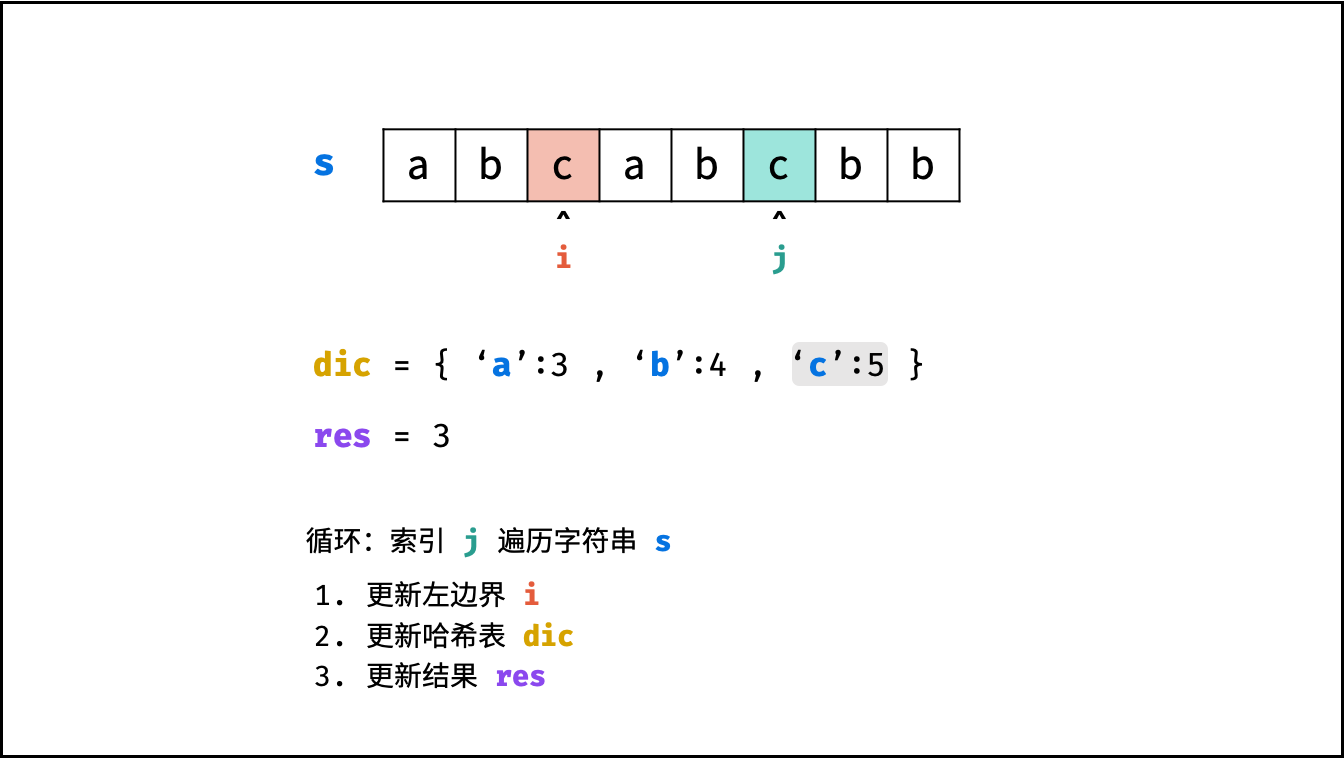 s a b c a b c b b
^ ^
i j
dic = { ‘a’:3 , ‘b’:4 , ‘c’:5 }
res = 3
循环：索引 j 遍历字符串 s
1. 更新左边界 i
2. 更新哈希表 dic
3. 更新结果 res